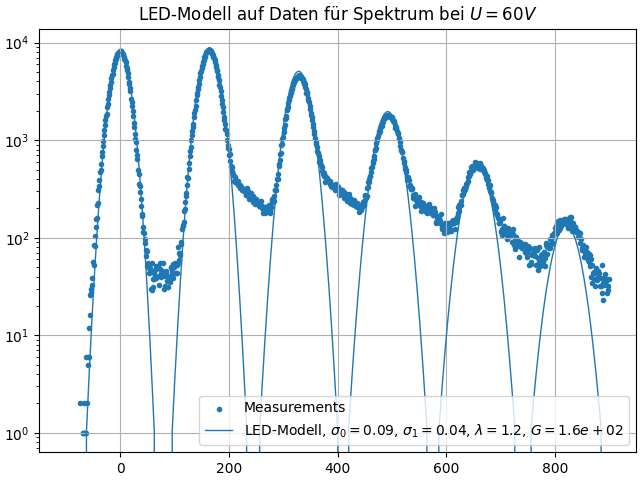 LED-Modell auf Daten für Spektrum bei U = 60V
10⁴
10³
10²
10¹
10⁰
0 200 400 600 800
Measurements
LED-Modell, σ₀ = 0.09, σ₁ = 0.04, λ = 1.2, G = 1.6e + 02